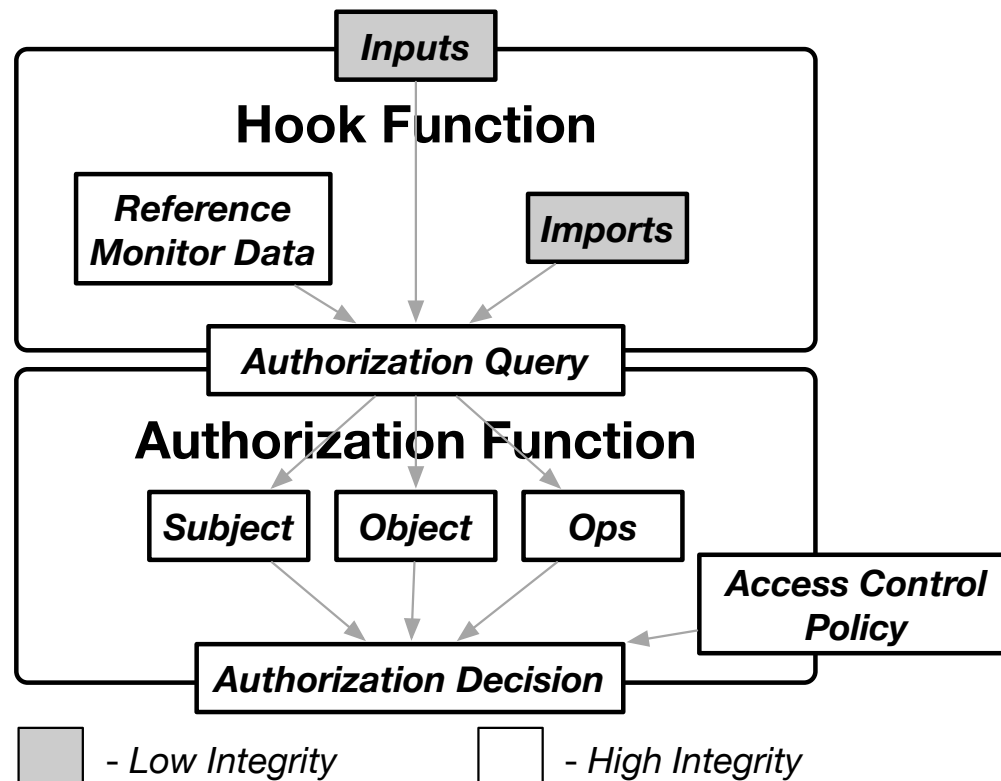 Inputs
Hook Function
Reference
Monitor Data
Imports
Authorization Query
Authorization Function
Subject
Object
Ops
Access Control
Policy
Authorization Decision
- Low Integrity
- High Integrity